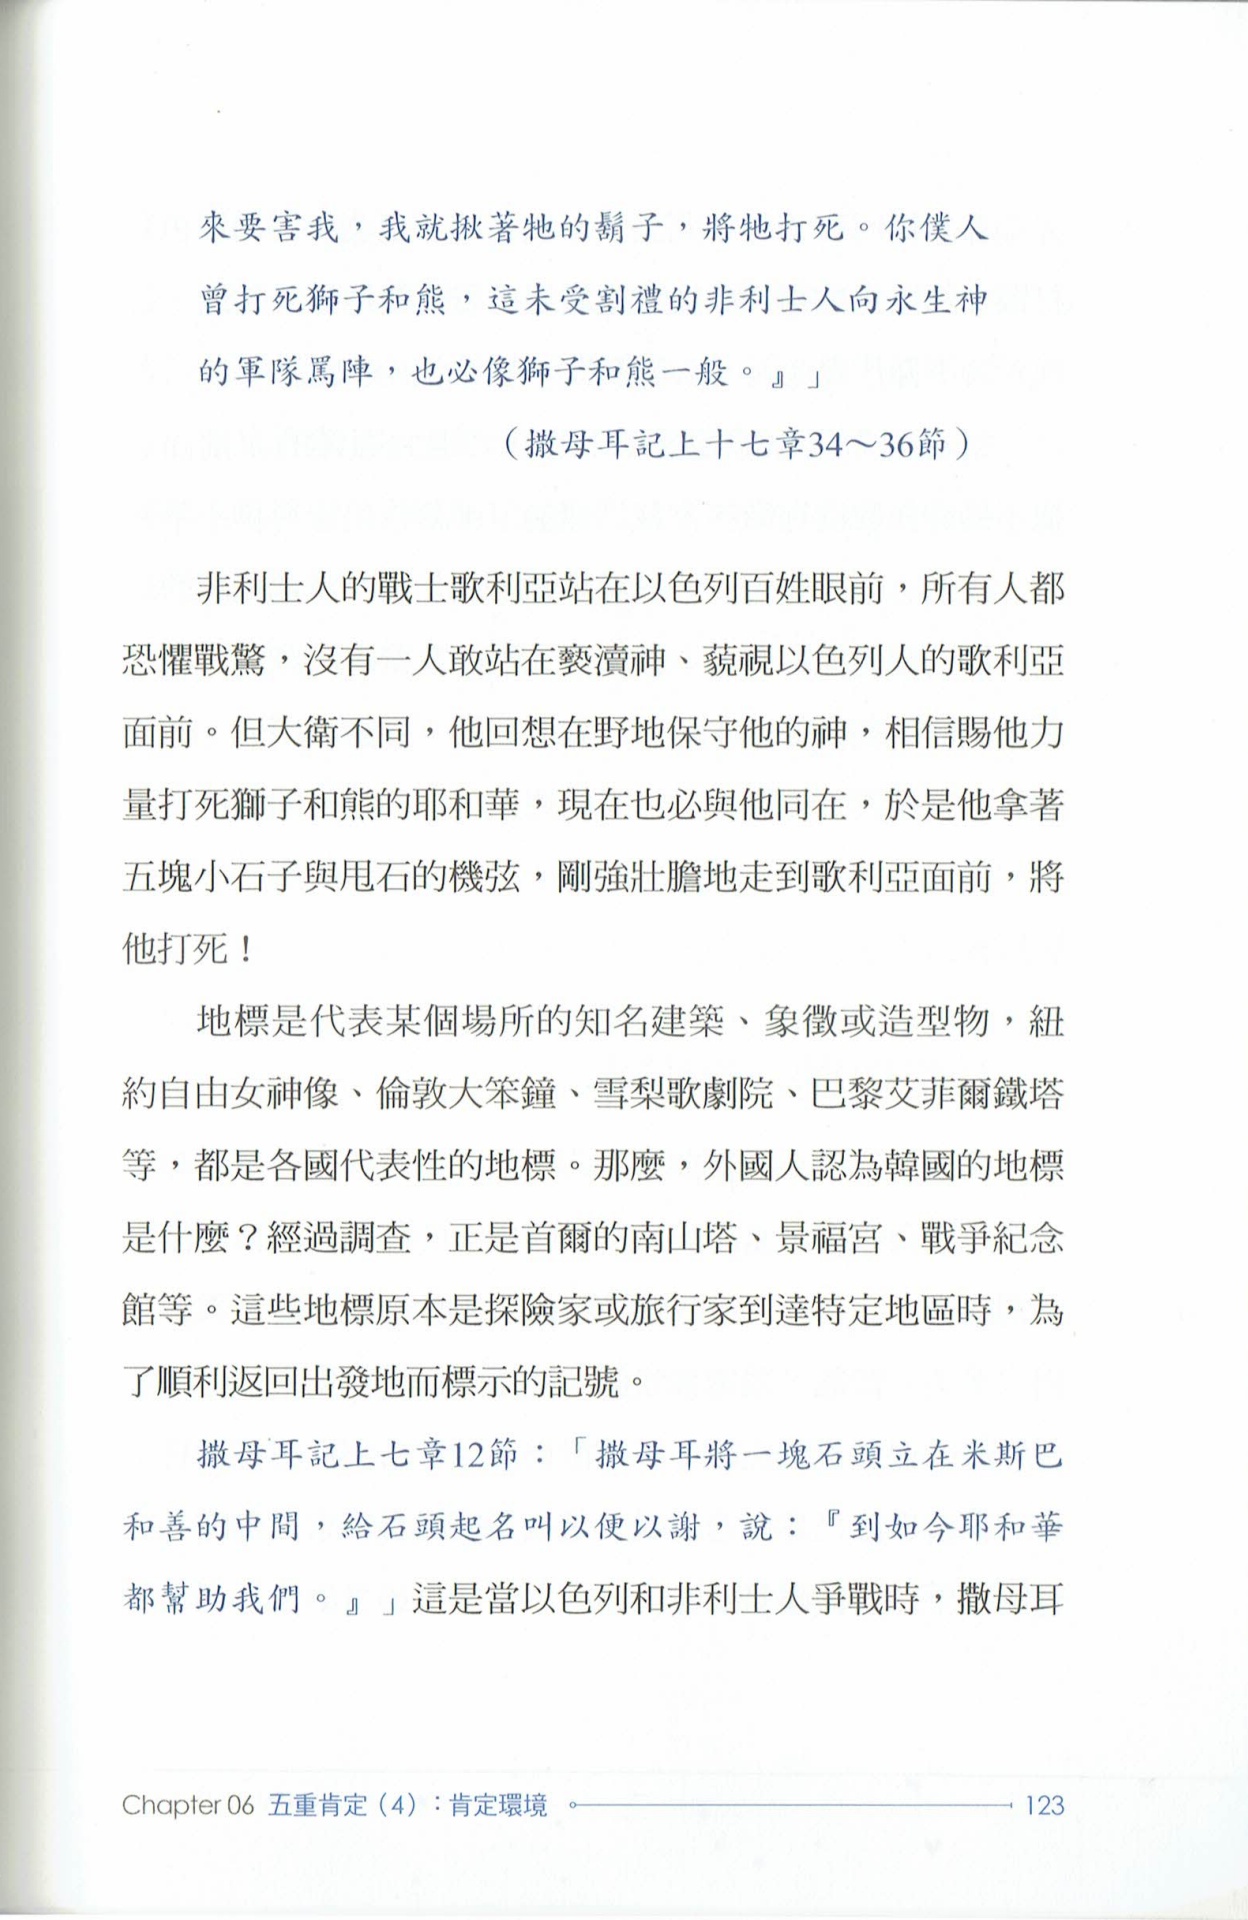 來要害我，我就揪著牠的鬍子，將牠打死。你僕人
曾打死獅子和熊，這未受割禮的非利士人向永生神
的軍隊罵陣，也必像獅子和熊一般。』」
（撒母耳記上十七章34～36節）
非利士人的戰士歌利亞站在以色列百姓眼前，所有人都
恐懼戰驚，沒有一人敢站在褻瀆神、藐視以色列人的歌利亞
面前。但大衛不同，他回想在野地保守他的神，相信賜他力
量打死獅子和熊的耶和華，現在也必與他同在，於是他拿著
五塊小石子與甩石的機弦，剛強壯膽地走到歌利亞面前，將
他打死！
地標是代表某個場所的知名建築、象徵或造型物，紐
約自由女神像、倫敦大笨鐘、雪梨歌劇院、巴黎艾菲爾鐵塔
等，都是各國代表性的地標。那麼，外國人認為韓國的地標
是什麼？經過調查，正是首爾的南山塔、景福宮、戰爭紀念
館等。這些地標原本是探險家或旅行家到達特定地區時，為
了順利返回出發地而標示的記號。
撒母耳記上七章12節：「撒母耳將一塊石頭立在米斯巴
和善的中間，給石頭起名叫以便以謝，說：『到如今耶和華
都幫助我們。』」這是當以色列和非利士人爭戰時，撒母耳
Chapter 06 五重肯定（4）：肯定環境 123